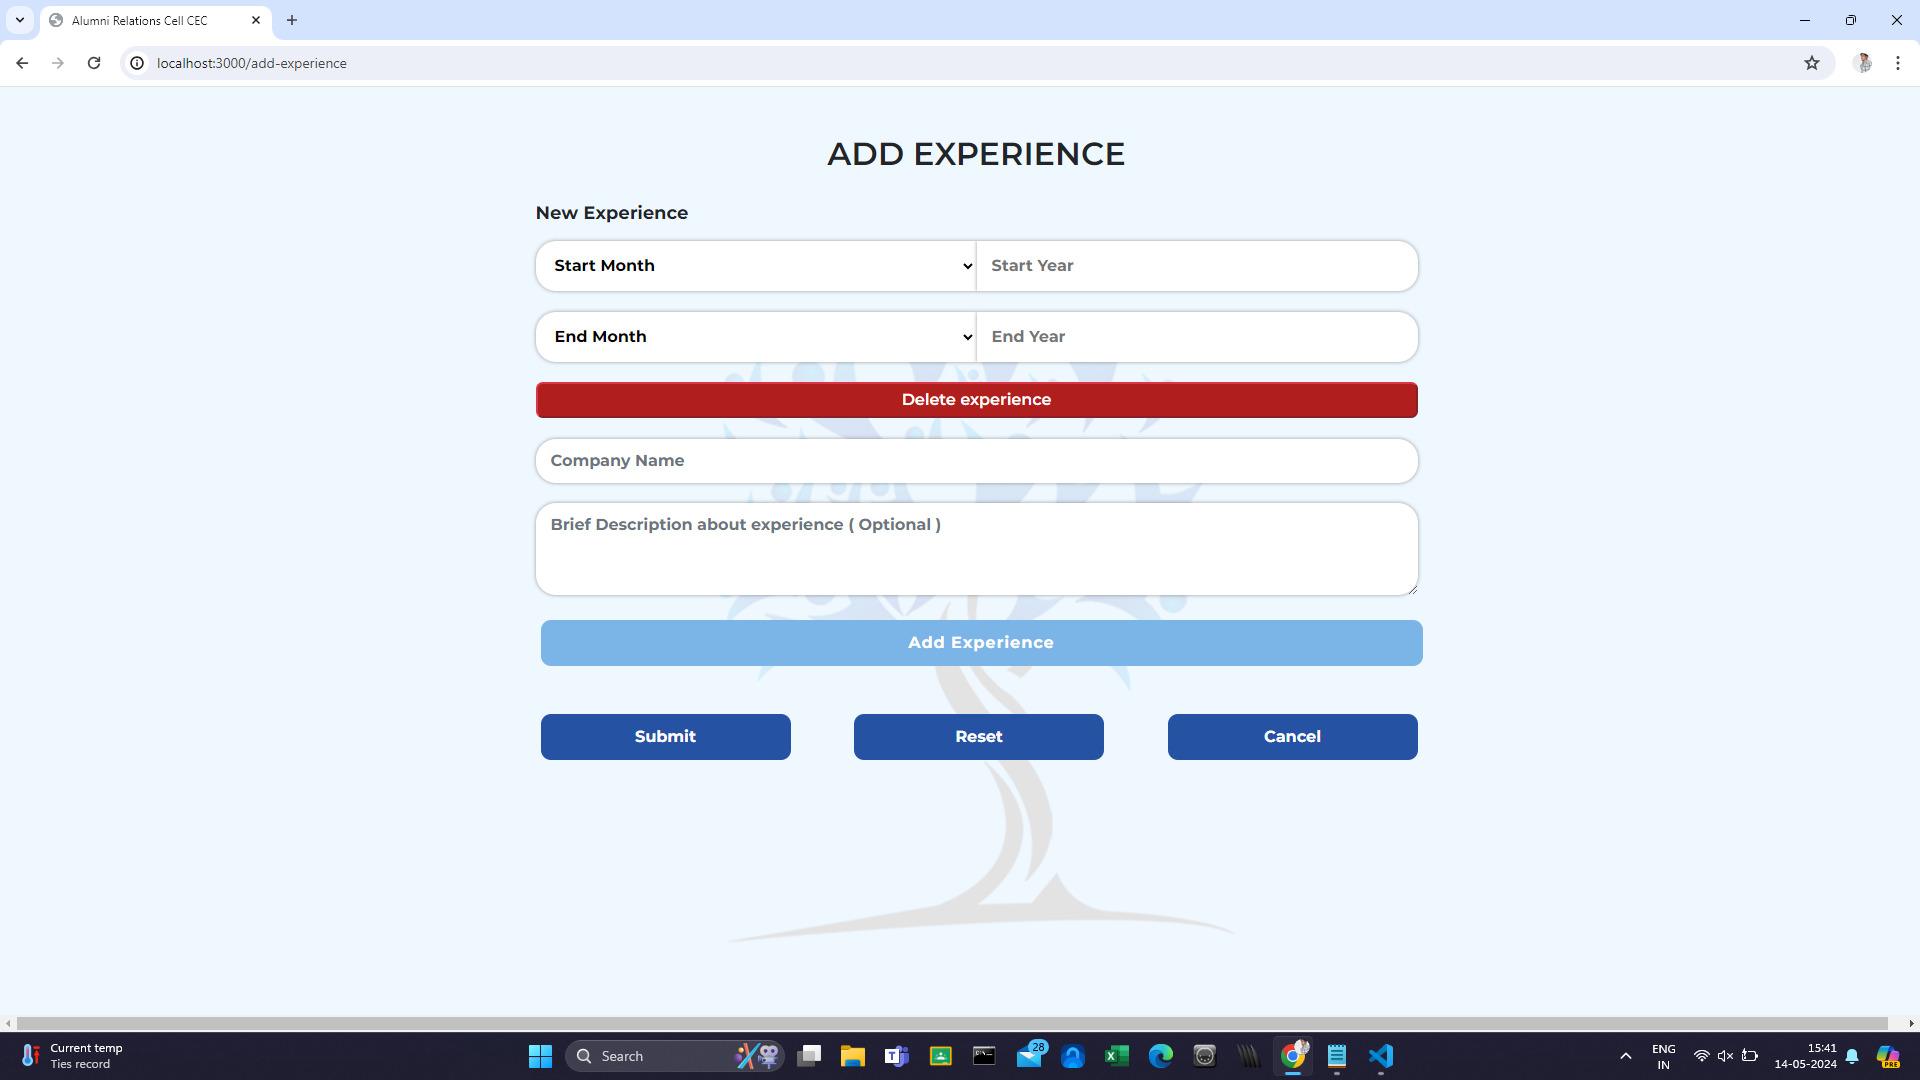 Alumni Relations Cell CEC
localhost:3000/add-experience
ADD EXPERIENCE
New Experience
Start Month Start Year
End Month End Year
Delete experience
Company Name
Brief Description about experience ( Optional )
Add Experience
Submit Reset Cancel
Current temp
Ties record
Search
28
ENG
IN
15:41
14-05-2024
PRE